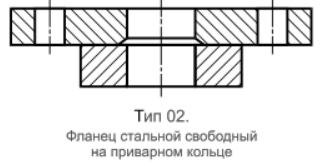 Тип 02.
Фланец стальной свободный
на приварном кольце